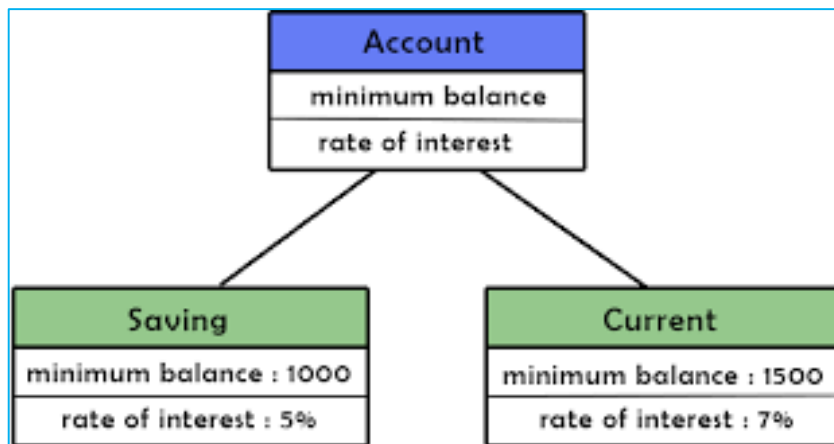 Account
minimum balance
rate of interest
Saving
minimum balance : 1000
rate of interest : 5%
Current
minimum balance : 1500
rate of interest : 7%